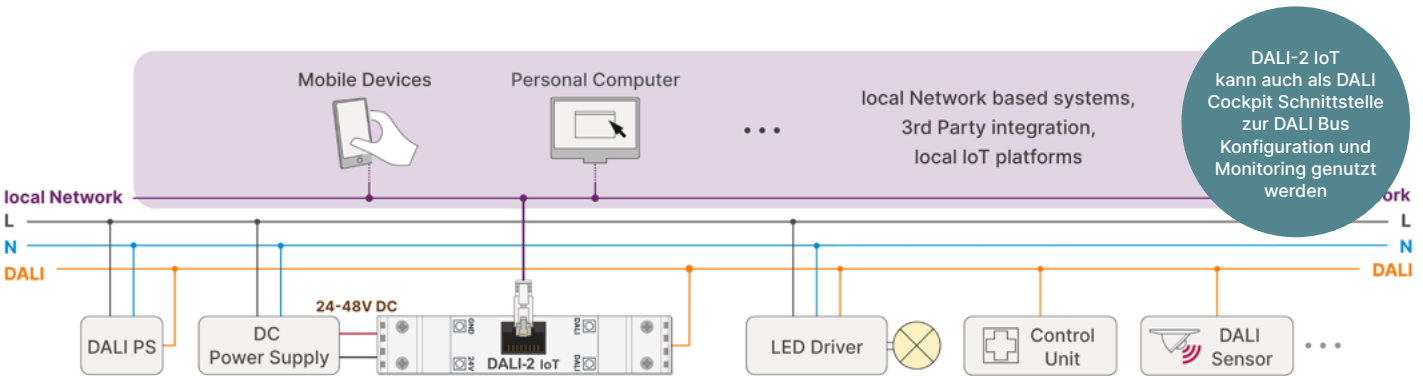 Mobile Devices
Personal Computer
local Network based systems,
3rd Party integration,
local IoT platforms
DALI-2 IoT
kann auch als DALI
Cockpit Schnittstelle
zur DALI Bus
Konfiguration und
Monitoring genutzt
werden
local Network
ork
L
L
N
N
DALI
DALI
24-48V DC
DALI PS
DC
Power Supply
GND
24V
DALI-2 IoT
DALI
DALI
LED Driver
Control
Unit
DALI
Sensor